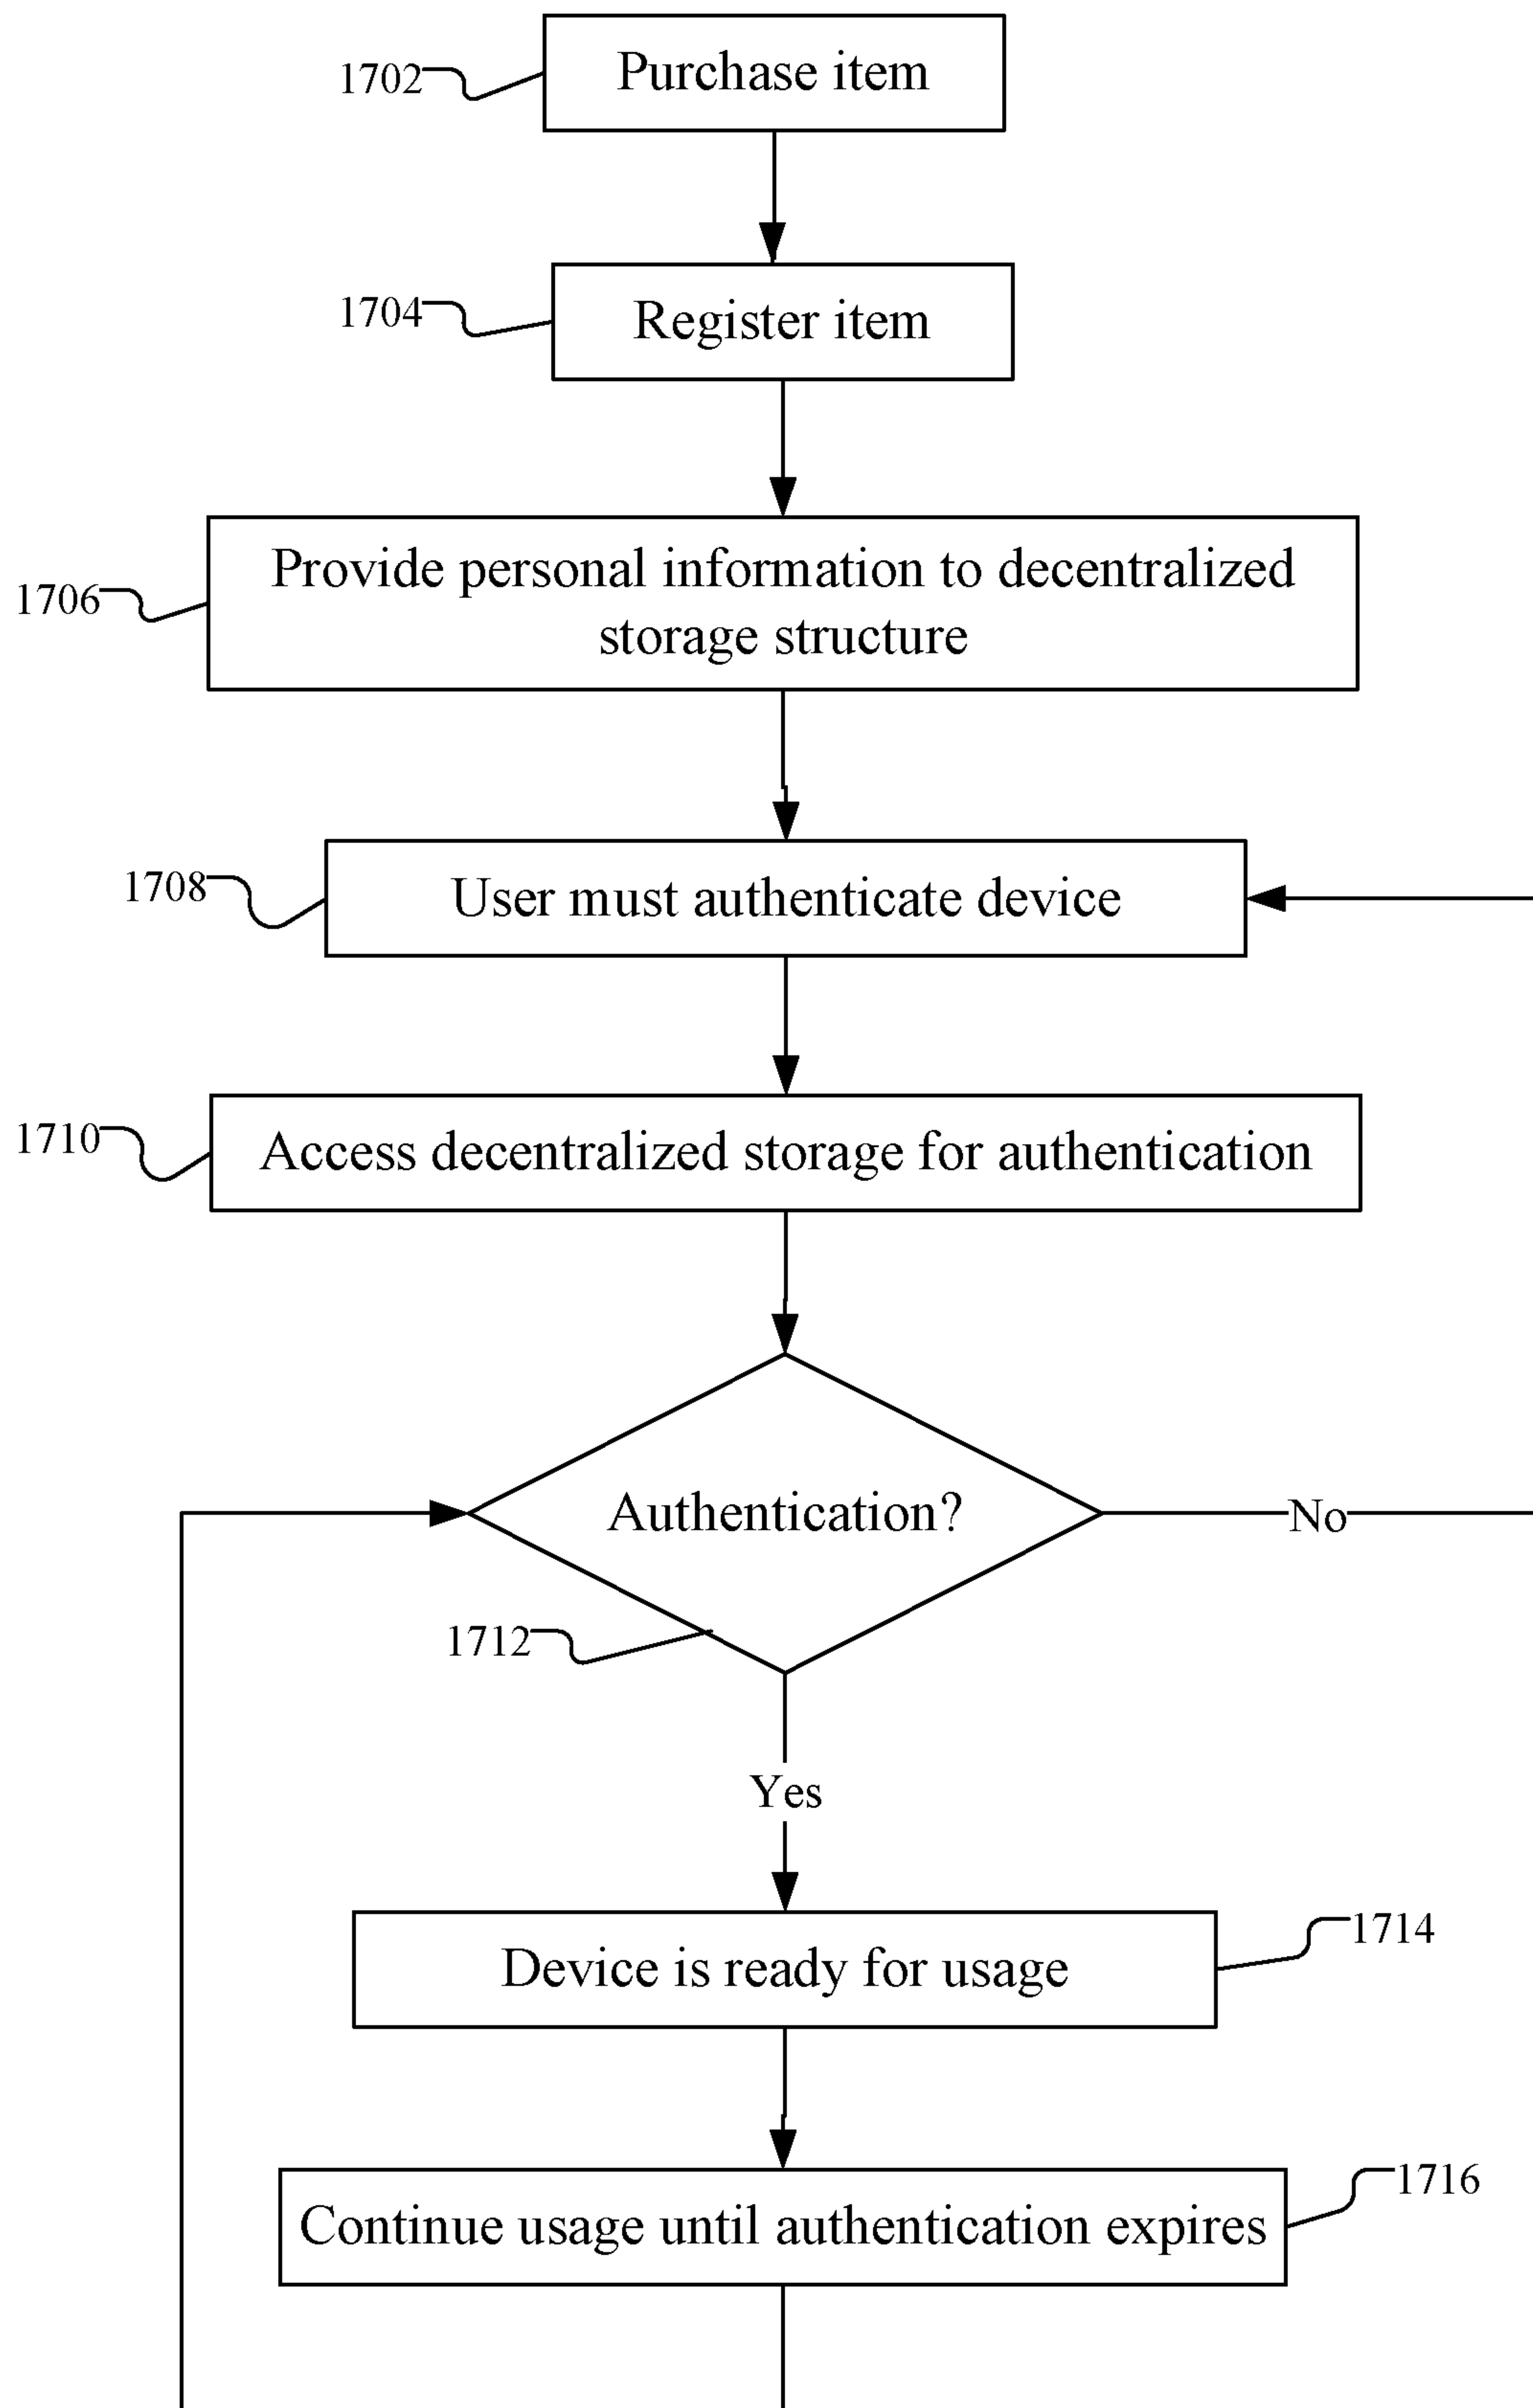 1702
Purchase item
1704
Register item
1706
Provide personal information to decentralized
storage structure
1708
User must authenticate device
1710
Access decentralized storage for authentication
Authentication?
No
1712
Yes
Device is ready for usage
1714
Continue usage until authentication expires
1716